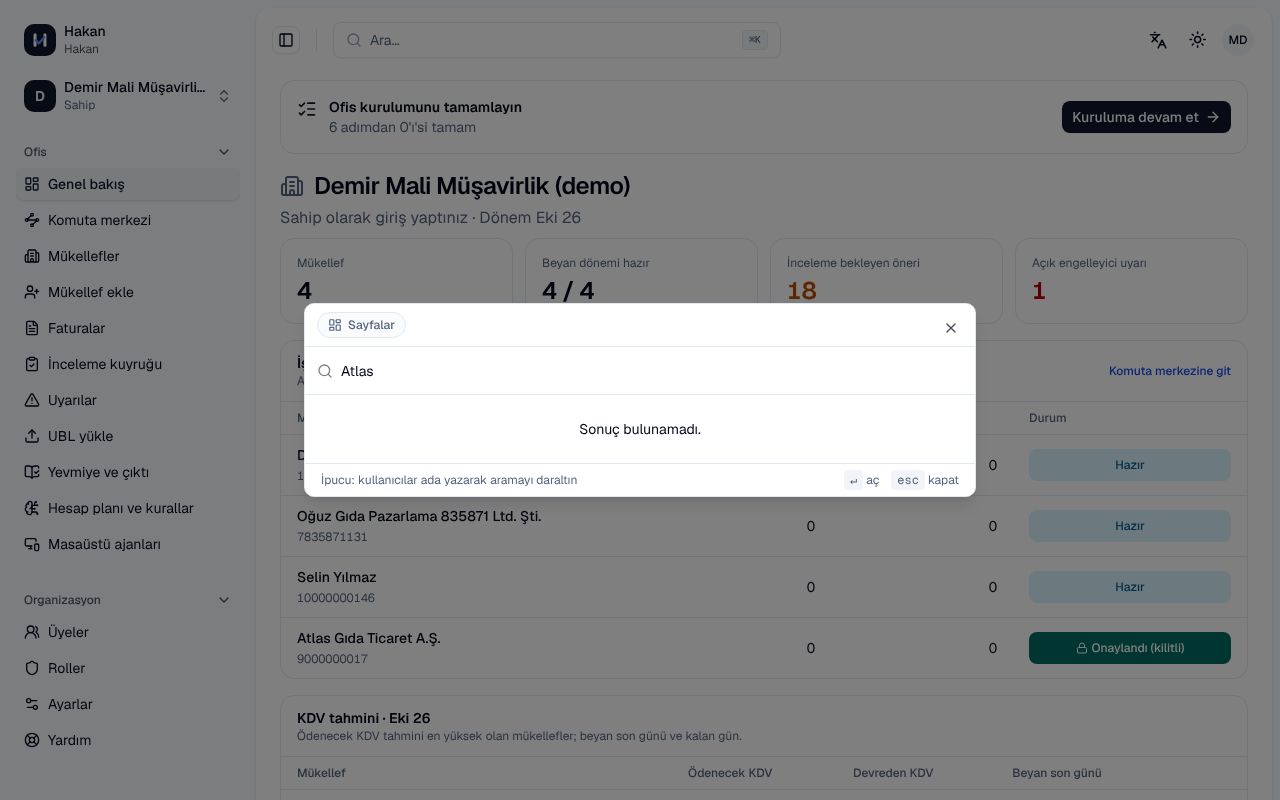 Hakan
Hakan
D
Demir Mali Müşavirli...
Sahip
Ofis
Genel bakış
Komuta merkezi
Mükellefler
Mükellef ekle
Faturalar
İnceleme kuyruğu
Uyarılar
UBL yükle
Yevmiye ve çıktı
Hesap planı ve kurallar
Masaüstü ajanları
Organizasyon
Üyeler
Roller
Ayarlar
Yardım
Ara...
⌘K
MD
Ofis kurulumunu tamamlayın
6 adımdan 0'ı'si tamam
Kuruluma devam et
Demir Mali Müşavirlik (demo)
Sahip olarak giriş yaptınız · Dönem Eki 26
Mükellef
4
Beyan dönemi hazır
4 / 4
İnceleme bekleyen öneri
18
Açık engelleyici uyarı
1
Komuta merkezine git
Durum
Sayfalar
Atlas
Sonuç bulunamadı.
İpucu: kullanıcılar ada yazarak aramayı daraltın
↵ aç esc kapat
0 Hazır
Oğuz Gıda Pazarlama 835871 Ltd. Şti.
7835871131
0 0 Hazır
Selin Yılmaz
10000000146
0 0 Hazır
Atlas Gıda Ticaret A.Ş.
9000000017
0 0 Onaylandı (kilitli)
KDV tahmini · Eki 26
Ödenecek KDV tahmini en yüksek olan mükellefler; beyan son günü ve kalan gün.
Mükellef Ödenecek KDV Devreden KDV Beyan son günü